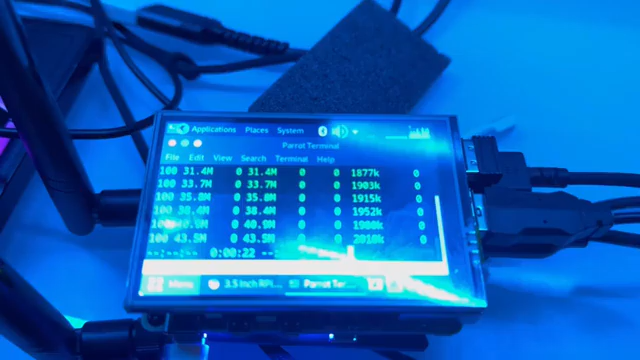 Applications Places System
Parrot Terminal
File Edit View Search Terminal Help
100 31.4M 0 31.4M 0 0 1877k 0
100 33.7M 0 33.7M 0 0 1903k 0
100 35.8M 0 35.8M 0 0 1915k 0
100 38.4M 0 38.4M 0 0 1952k 0
40.9M 0 40.9M 0 0 1980k 0
100 43.5M 0 43.5M 0 0 2010k 0
--:--:-- 0:00:22
Menu 3.5 Inch RPi... Parrot Ter...